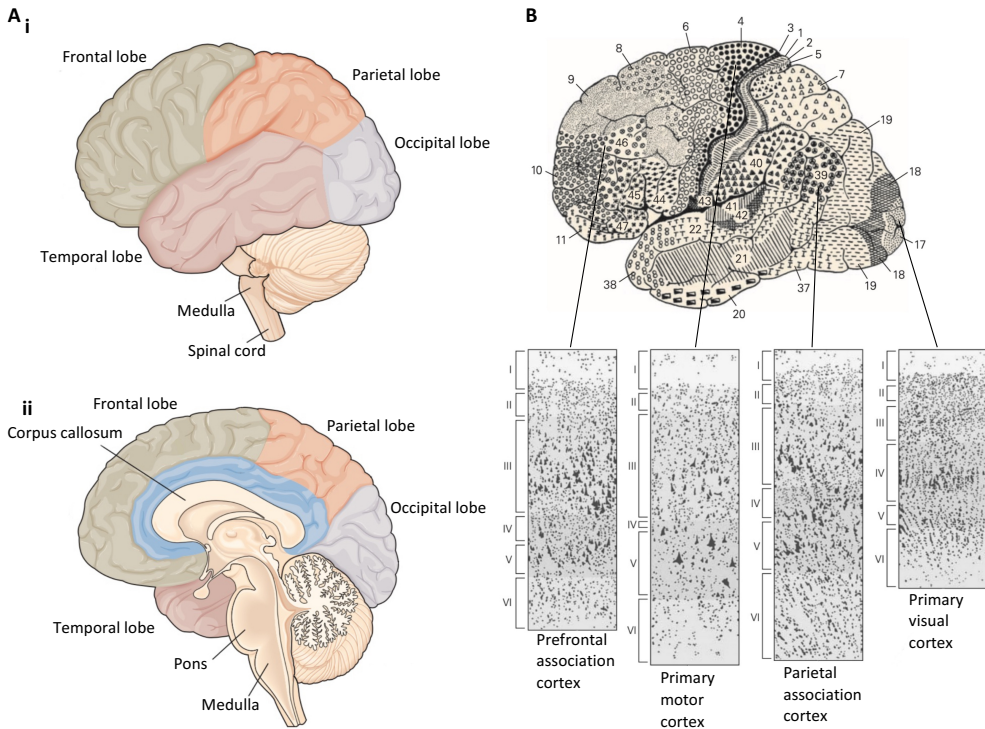 A
i
Frontal lobe
Parietal lobe
Occipital lobe
Temporal lobe
Medulla
Spinal cord
ii
Frontal lobe
Corpus callosum
Parietal lobe
Occipital lobe
Temporal lobe
Pons
Medulla
B
4
6
3
1
2
5
8
7
9
19
46
10
40
39
18
45
44
43
41
42
47
22
17
11
21
18
38
37
19
20
I
II
III
IV
V
VI
Prefrontal
association
cortex
I
II
III
IV
V
VI
Primary
motor
cortex
I
II
III
IV
V
VI
Parietal
association
cortex
I
II
III
IV
V
VI
Primary
visual
cortex